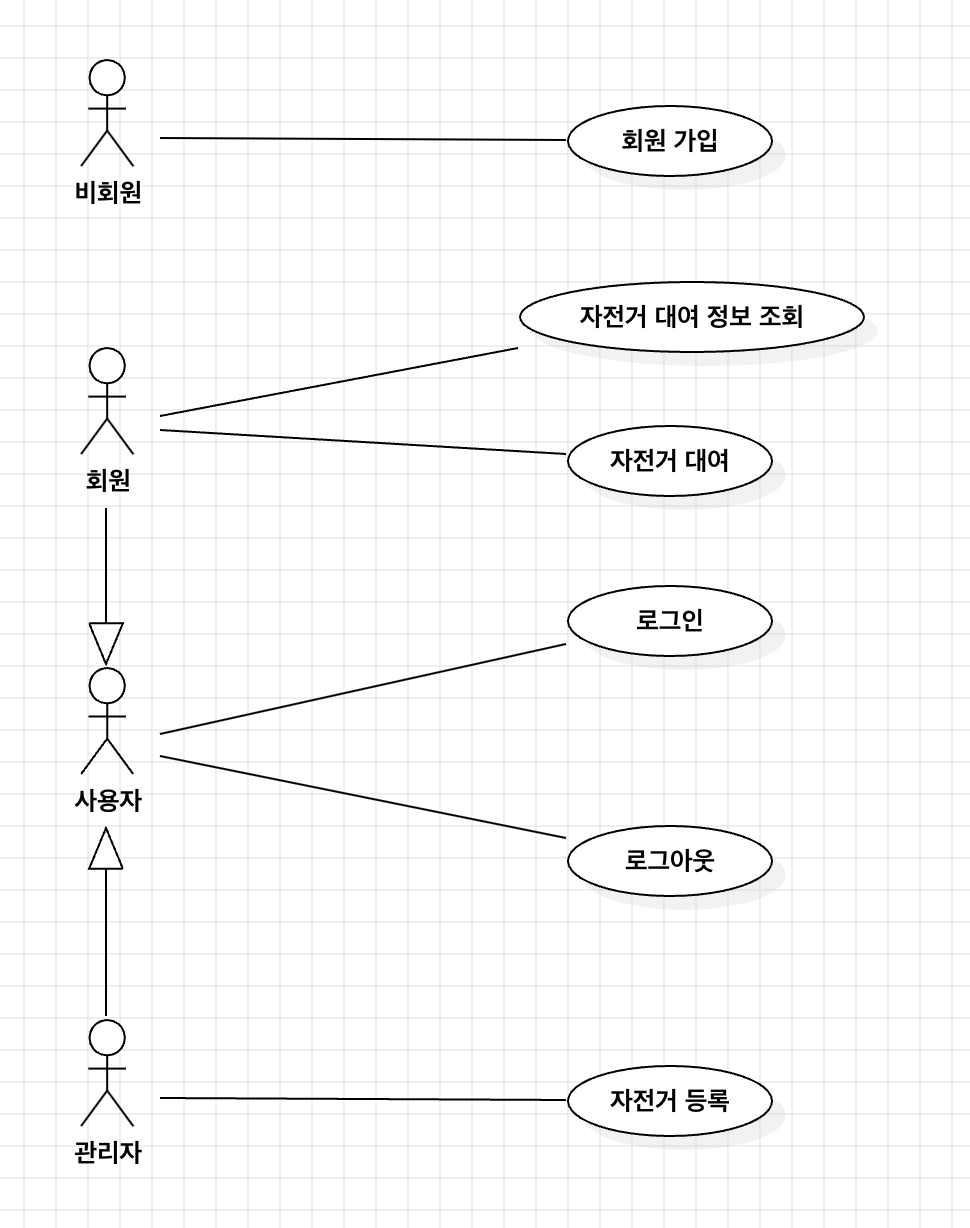 비회원
회원 가입
자전거 대여 정보 조회
회원
자전거 대여
로그인
사용자
로그아웃
관리자
자전거 등록